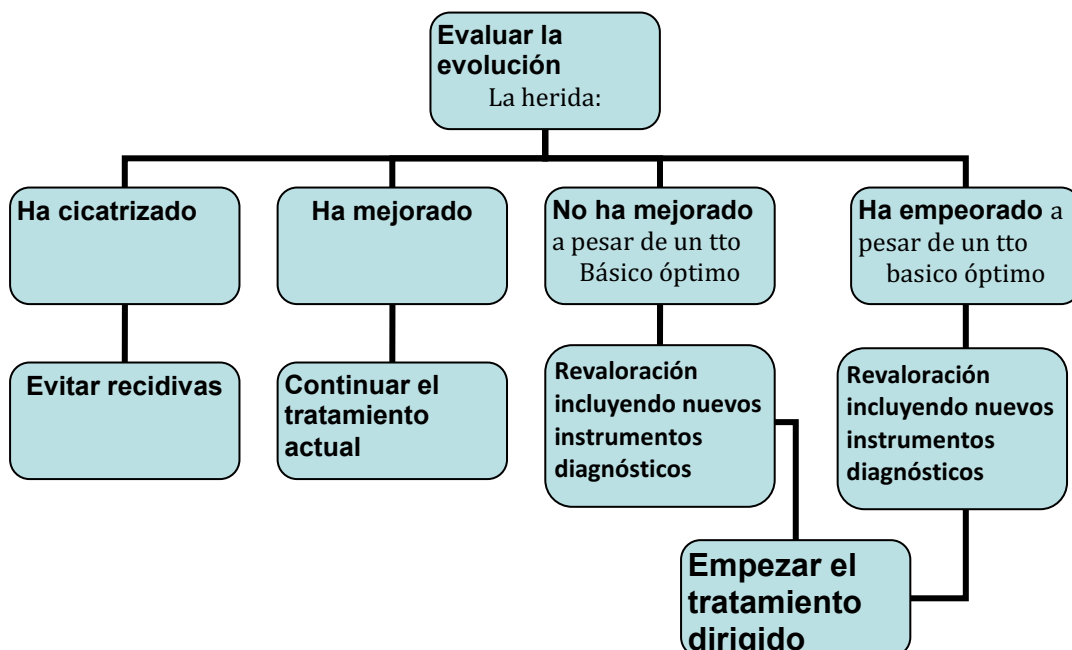 Evaluar la
evolución
La herida:
Ha cicatrizado
Ha mejorado
No ha mejorado
a pesar de un tto
Básico óptimo
Ha empeorado a
pesar de un tto
basico óptimo
Evitar recidivas
Continuar el
tratamiento
actual
Revaloración
incluyendo nuevos
instrumentos
diagnósticos
Revaloración
incluyendo nuevos
instrumentos
diagnósticos
Empezar el
tratamiento
dirigido